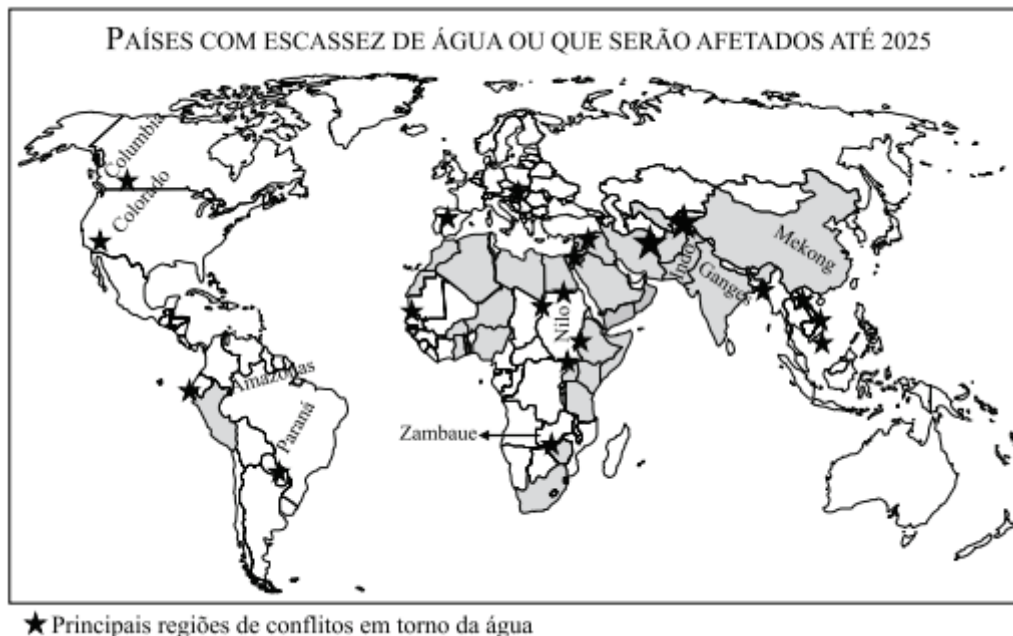 PAÍSES COM ESCASSEZ DE ÁGUA OU QUE SERÃO AFETADOS ATÉ 2025
Columbia
Colorado
Mekong
Indo
Ganges
Nilo
Amazonas
Paraná
Zambaue
Principais regiões de conflitos em torno da água